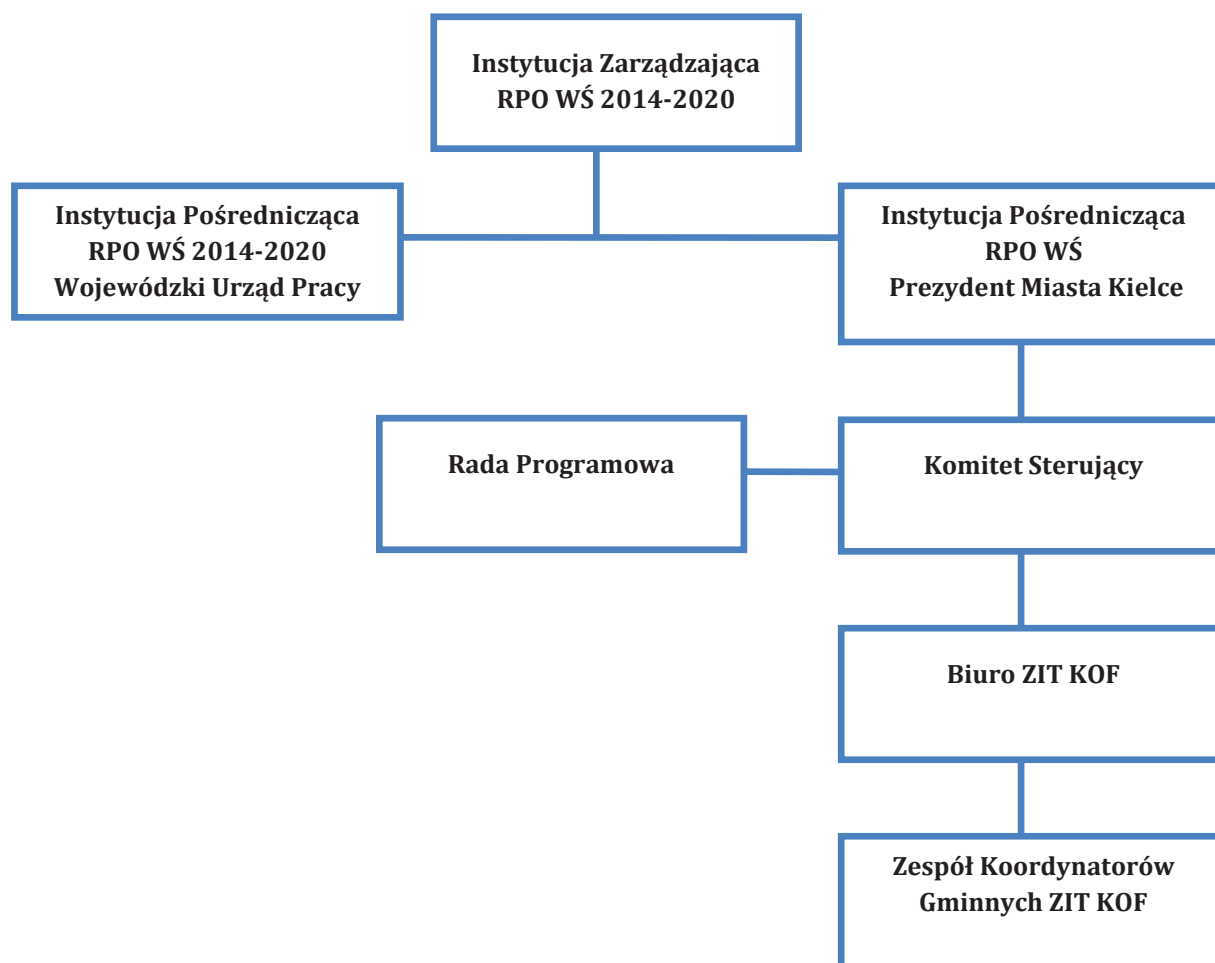 Instytucja Zarządzająca
RPO WŚ 2014-2020
Instytucja Pośrednicząca
RPO WŚ 2014-2020
Wojewódzki Urząd Pracy
Instytucja Pośrednicząca
RPO WŚ
Prezydent Miasta Kielce
Rada Programowa
Komitet Sterujący
Biuro ZIT KOF
Zespół Koordynatorów
Gminnych ZIT KOF